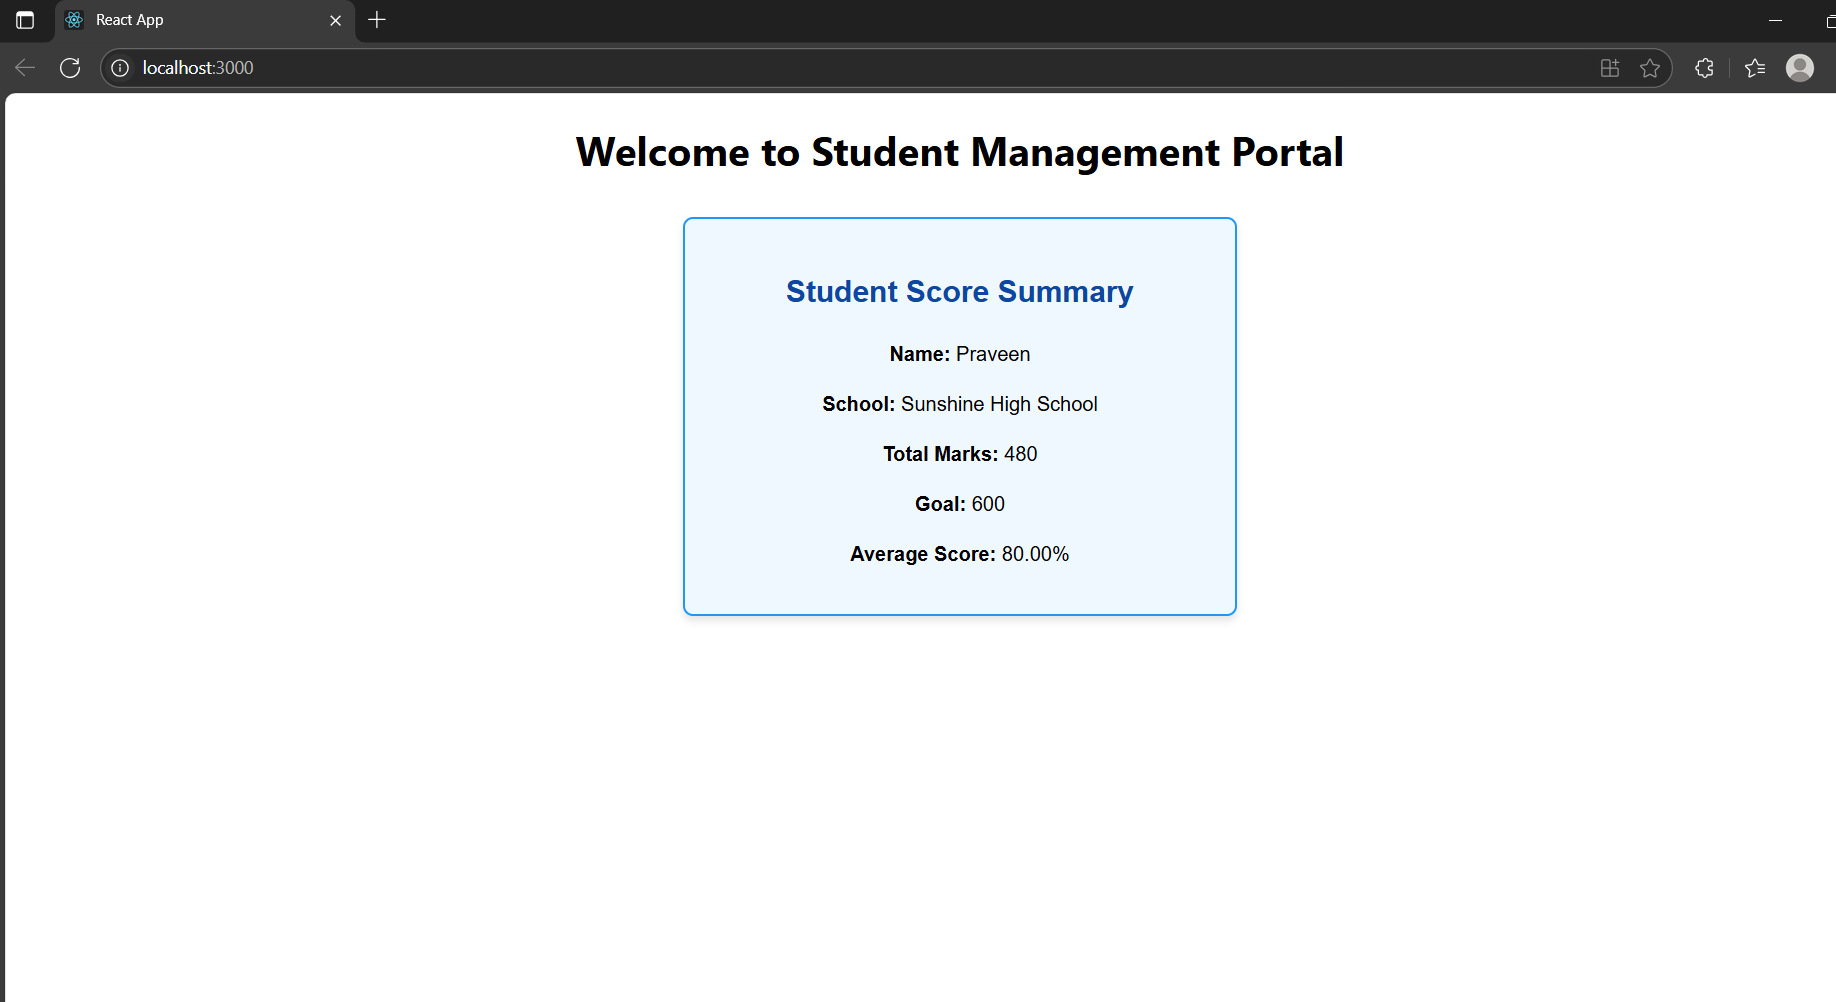 React App
localhost:3000
Welcome to Student Management Portal
Student Score Summary
Name: Praveen
School: Sunshine High School
Total Marks: 480
Goal: 600
Average Score: 80.00%